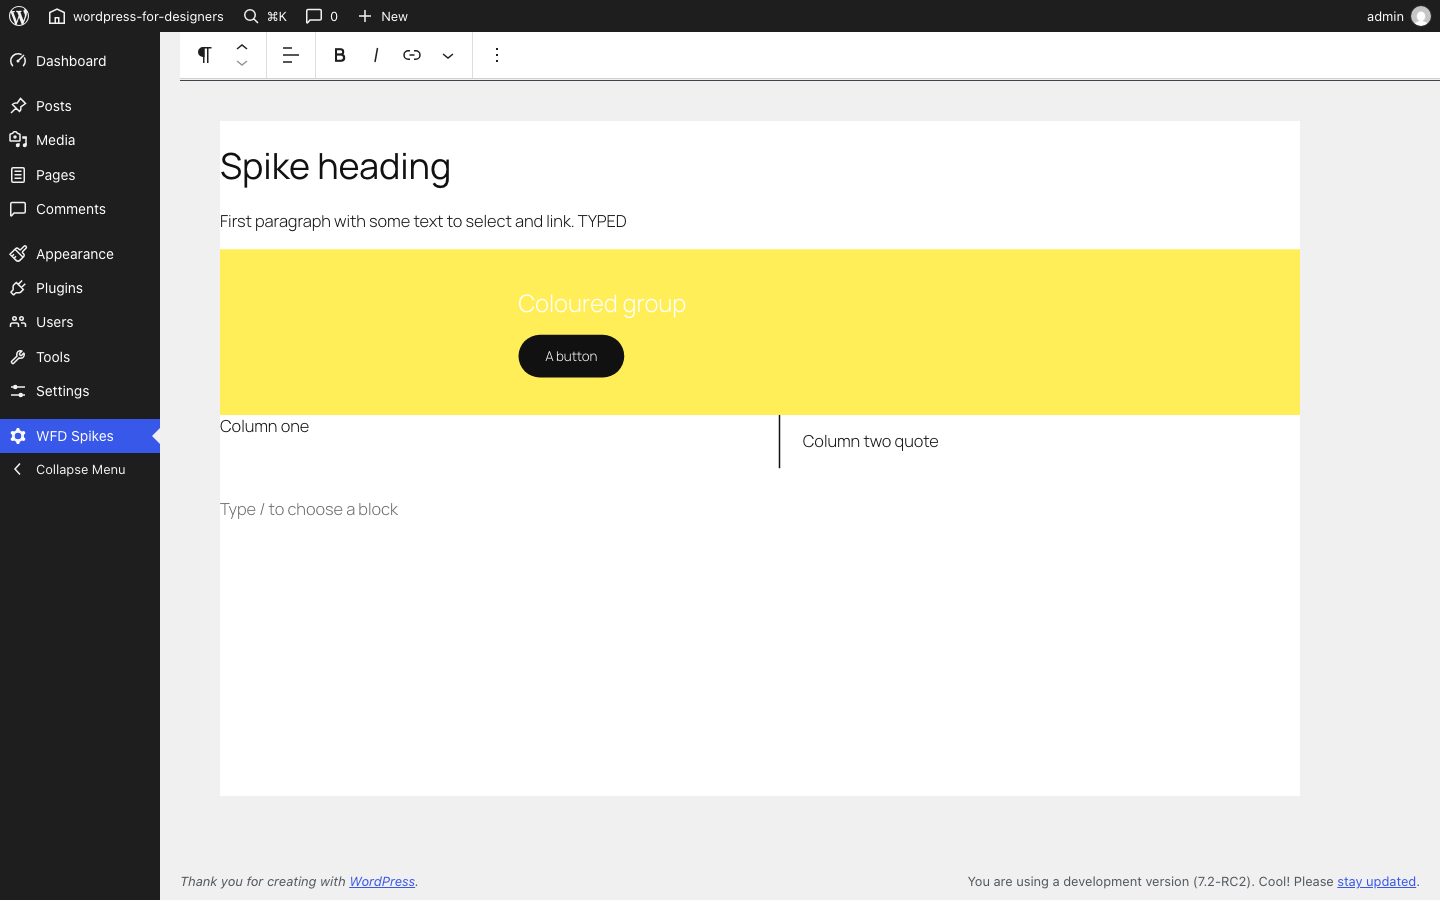 wordpress-for-designers ⌘K 0 New admin
Dashboard
Posts
Media
Pages
Comments
Appearance
Plugins
Users
Tools
Settings
WFD Spikes
Collapse Menu
B I
Spike heading
First paragraph with some text to select and link. TYPED
Coloured group
A button
Column one
Column two quote
Type / to choose a block
Thank you for creating with WordPress. You are using a development version (7.2-RC2). Cool! Please stay updated.